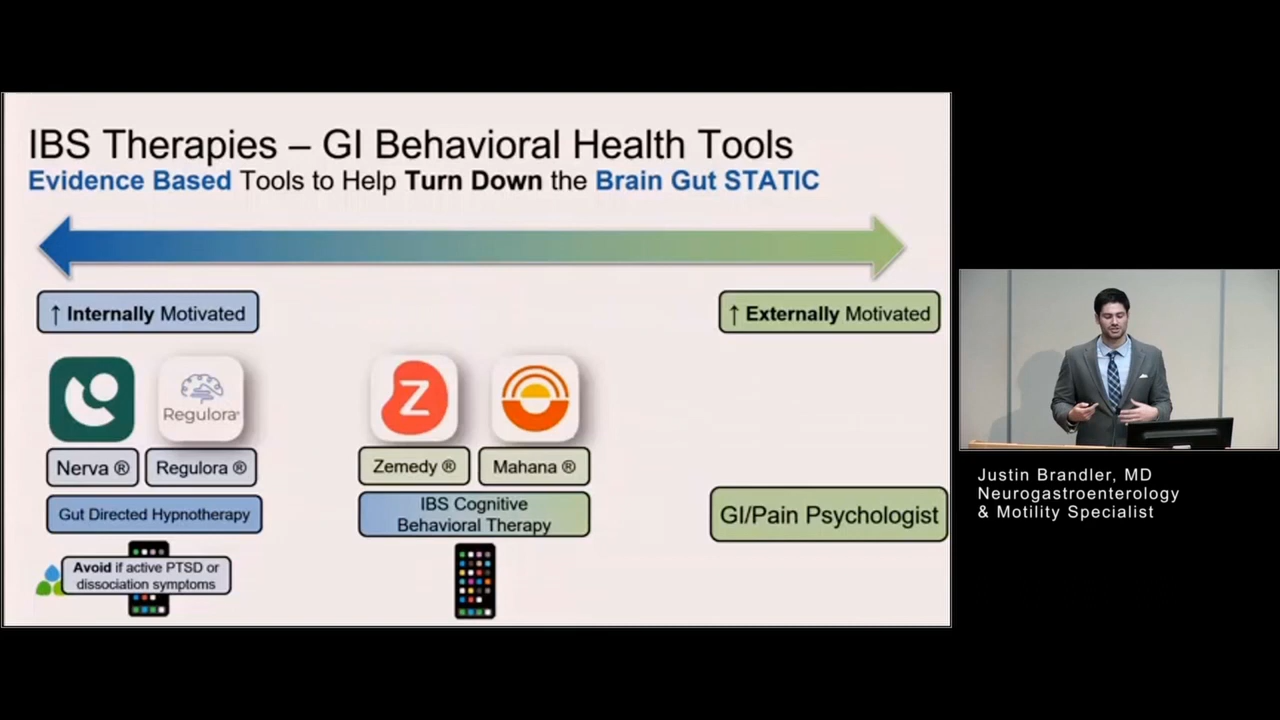 IBS Therapies – GI Behavioral Health Tools
Evidence Based Tools to Help Turn Down the Brain Gut STATIC
↑ Internally Motivated
↑ Externally Motivated
Regulora®
Z
Nerva ®
Regulora ®
Zemedy ®
Mahana ®
Gut Directed Hypnotherapy
IBS Cognitive
Behavioral Therapy
GI/Pain Psychologist
Avoid if active PTSD or
dissociation symptoms
Justin Brandler, MD
Neurogastroenterology
& Motility Specialist